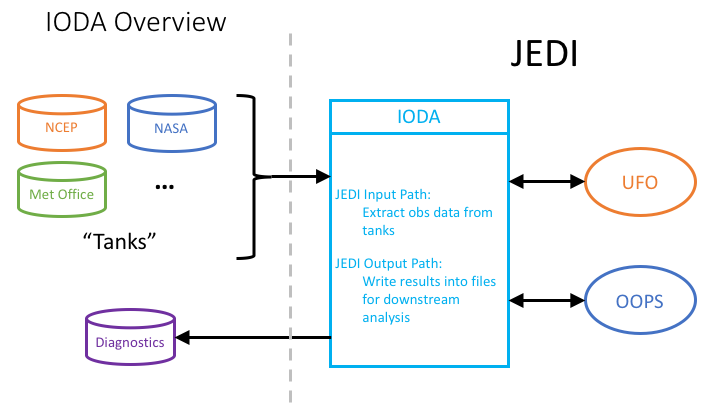 IODA Overview
JEDI
NCEP
NASA
Met Office
...
“Tanks”
Diagnostics
IODA
JEDI Input Path:
Extract obs data from
tanks
JEDI Output Path:
Write results into files
for downstream
analysis
UFO
OOPS